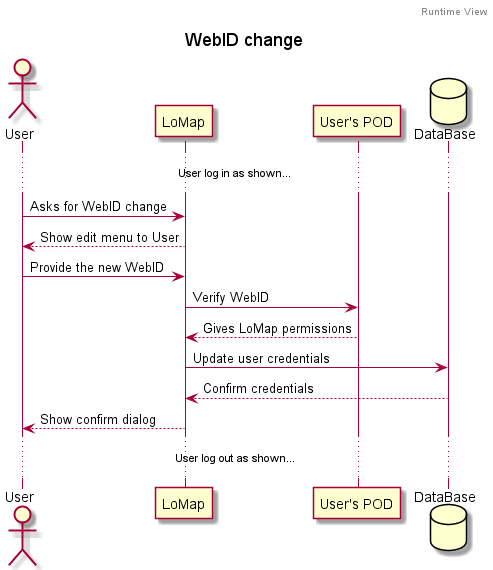 Runtime View
WebID change
User
LoMap
User's POD
DataBase
User log in as shown...
Asks for WebID change
Show edit menu to User
Provide the new WebID
Verify WebID
Gives LoMap permissions
Update user credentials
Confirm credentials
Show confirm dialog
User log out as shown...
User
LoMap
User's POD
DataBase